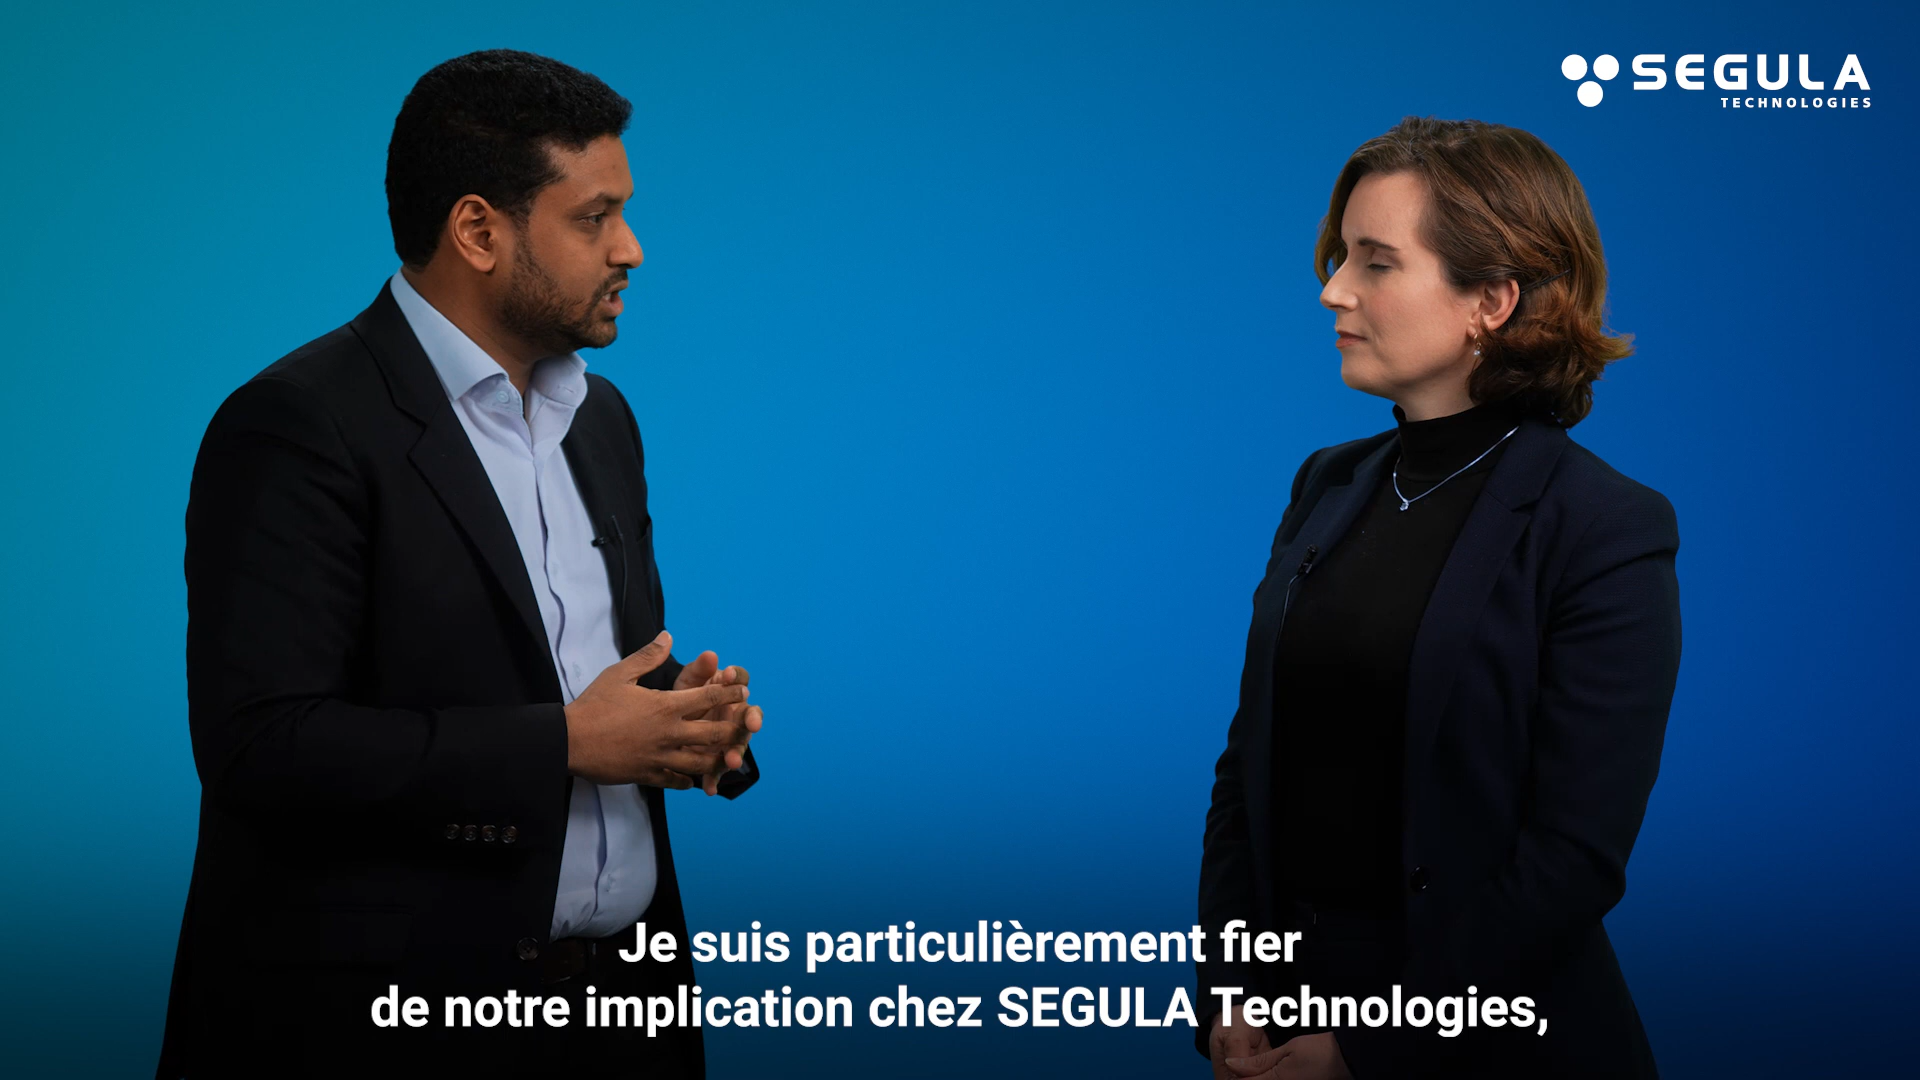 SEGULA
TECHNOLOGIES
Je suis particulièrement fier
de notre implication chez SEGULA Technologies,